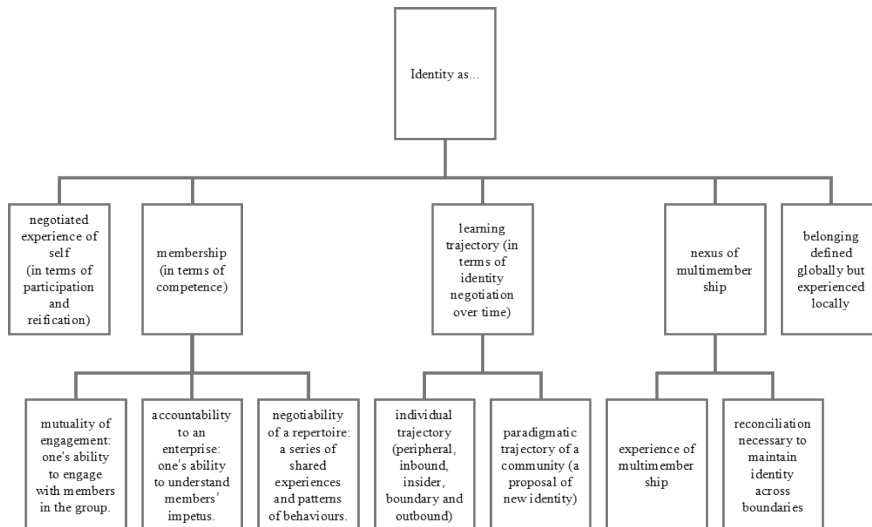 Identity as...
negotiated
experience of
self
(in terms of
participation
and
reification)
membership
(in terms of
competence)
learning
trajectory (in
terms of
identity
negotiation
over time)
nexus of
multimember
ship
belonging
defined
globally but
experienced
locally
mutuality of
engagement:
one's ability
to engage
with members
in the group.
accountability
to an
enterprise:
one's ability
to understand
members'
impetus.
negotiability
of a repertoire:
a series of
shared
experiences
and patterns
of behaviours.
individual
trajectory
(peripheral,
inbound,
insider,
boundary and
outbound)
paradigmatic
trajectory of a
community (a
proposal of
new identity)
experience of
multimember
ship
reconciliation
necessary to
maintain
identity
across
boundaries